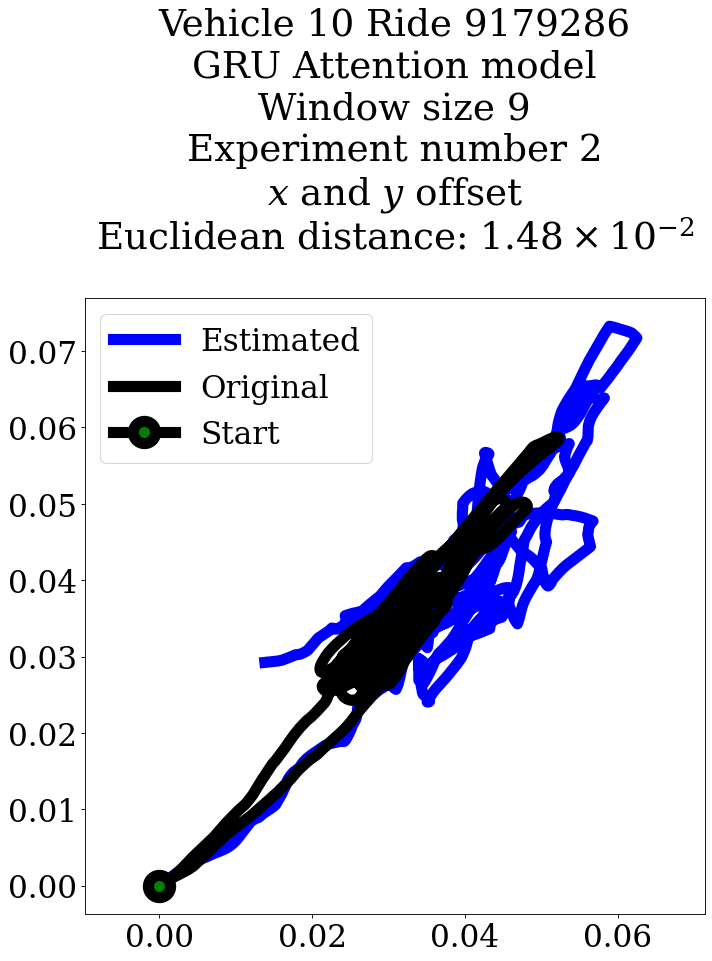 Vehicle 10 Ride 9179286
GRU Attention model
Window size 9
Experiment number 2
x and y offset
Euclidean distance: 1.48 × 10⁻²
Estimated
Original
Start
0.07
0.06
0.05
0.04
0.03
0.02
0.01
0.00
0.00 0.02 0.04 0.06